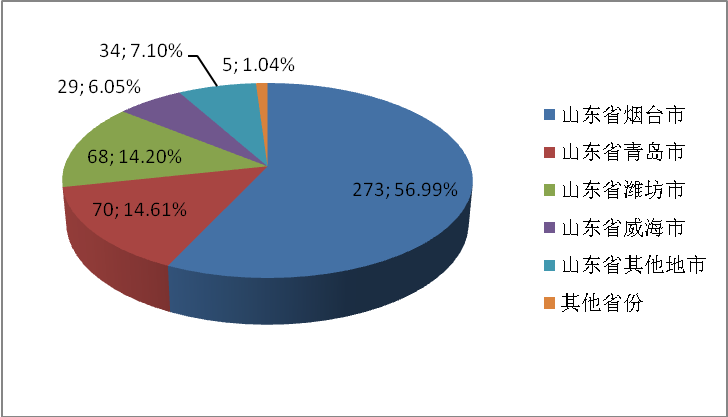 34; 7.10%
5; 1.04%
29; 6.05%
68; 14.20%
70; 14.61%
273; 56.99%
山东省烟台市
山东省青岛市
山东省潍坊市
山东省威海市
山东省其他地市
其他省份